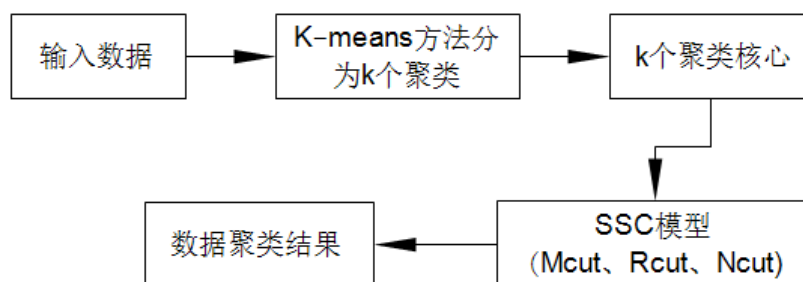 输入数据
K-means方法分
为k个聚类
k个聚类核心
SSC模型
（Mcut、Rcut、Ncut)
数据聚类结果